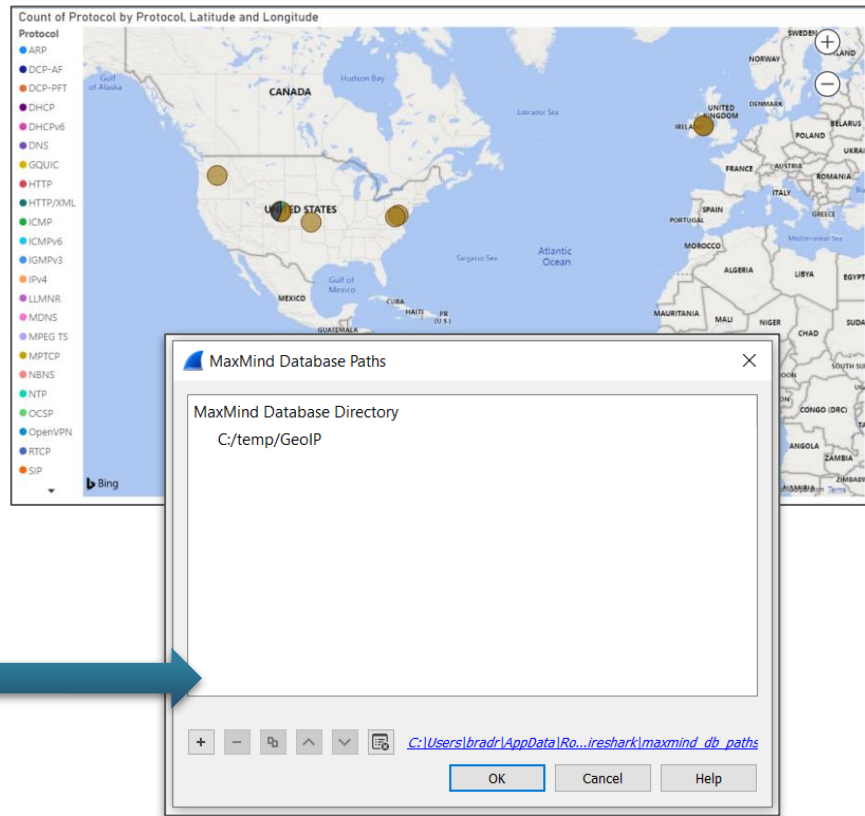 Count of Protocol by Protocol, Latitude and Longitude
Protocol
ARP
DCP-AF
DCP-PFT
DHCP
DHCPv6
DNS
GQUIC
HTTP
HTTP/XML
ICMP
ICMPv6
IGMPv3
IPv4
LLMNR
MDNS
MPEG TS
MPTCP
NBNS
NTP
OCSP
OpenVPN
RTCP
SIP
Gulf
of Alaska
CANADA
Hudson Bay
Labrador Sea
UNITED STATES
Gulf of
Mexico
MEXICO
CUBA
HAITI
PR
(U.S.)
GUATEMALA
Sargasso Sea
Atlantic
Ocean
SWEDEN
NORWAY
UNITED
KINGDOM
DENMARK
BELARUS
POLAND
FRANCE
AUSTRIA
ROMANIA
ITALY
SPAIN
PORTUGAL
GREECE
Mediterranean Sea
MOROCCO
ALGERIA
LIBYA
EGYPT
MAURITANIA
MALI
NIGER
CHAD
CONGO (DRC)
ANGOLA
ZAMBIA
Bing
Terms
MaxMind Database Paths
MaxMind Database Directory
C:/temp/GeoIP
C:\Users\bradr\AppData\Ro...ireshark\maxmind_db_paths
OK
Cancel
Help